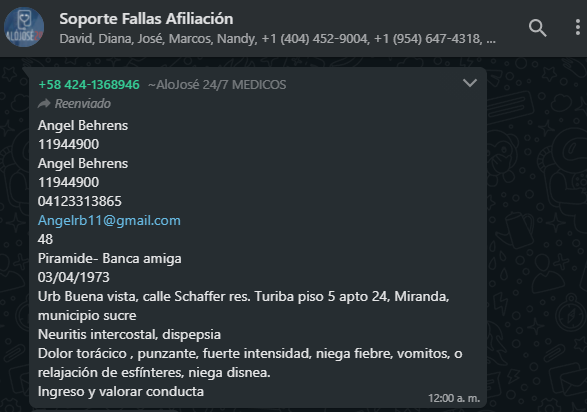 ALÓJOSÉ
Soporte Fallas Afiliación
David, Diana, José, Marcos, Nandy, +1 (404) 452-9004, +1 (954) 647-4318, ...
+58 424-1368946 ~AloJosé 24/7 MEDICOS
Reenviado
Angel Behrens
11944900
Angel Behrens
11944900
04123313865
Angelrb11@gmail.com
48
Piramide- Banca amiga
03/04/1973
Urb Buena vista, calle Schaffer res. Turiba piso 5 apto 24, Miranda,
municipio sucre
Neuritis intercostal, dispepsia
Dolor torácico , punzante, fuerte intensidad, niega fiebre, vomitos, o
relajación de esfínteres, niega disnea.
Ingreso y valorar conducta
12:00 a. m.